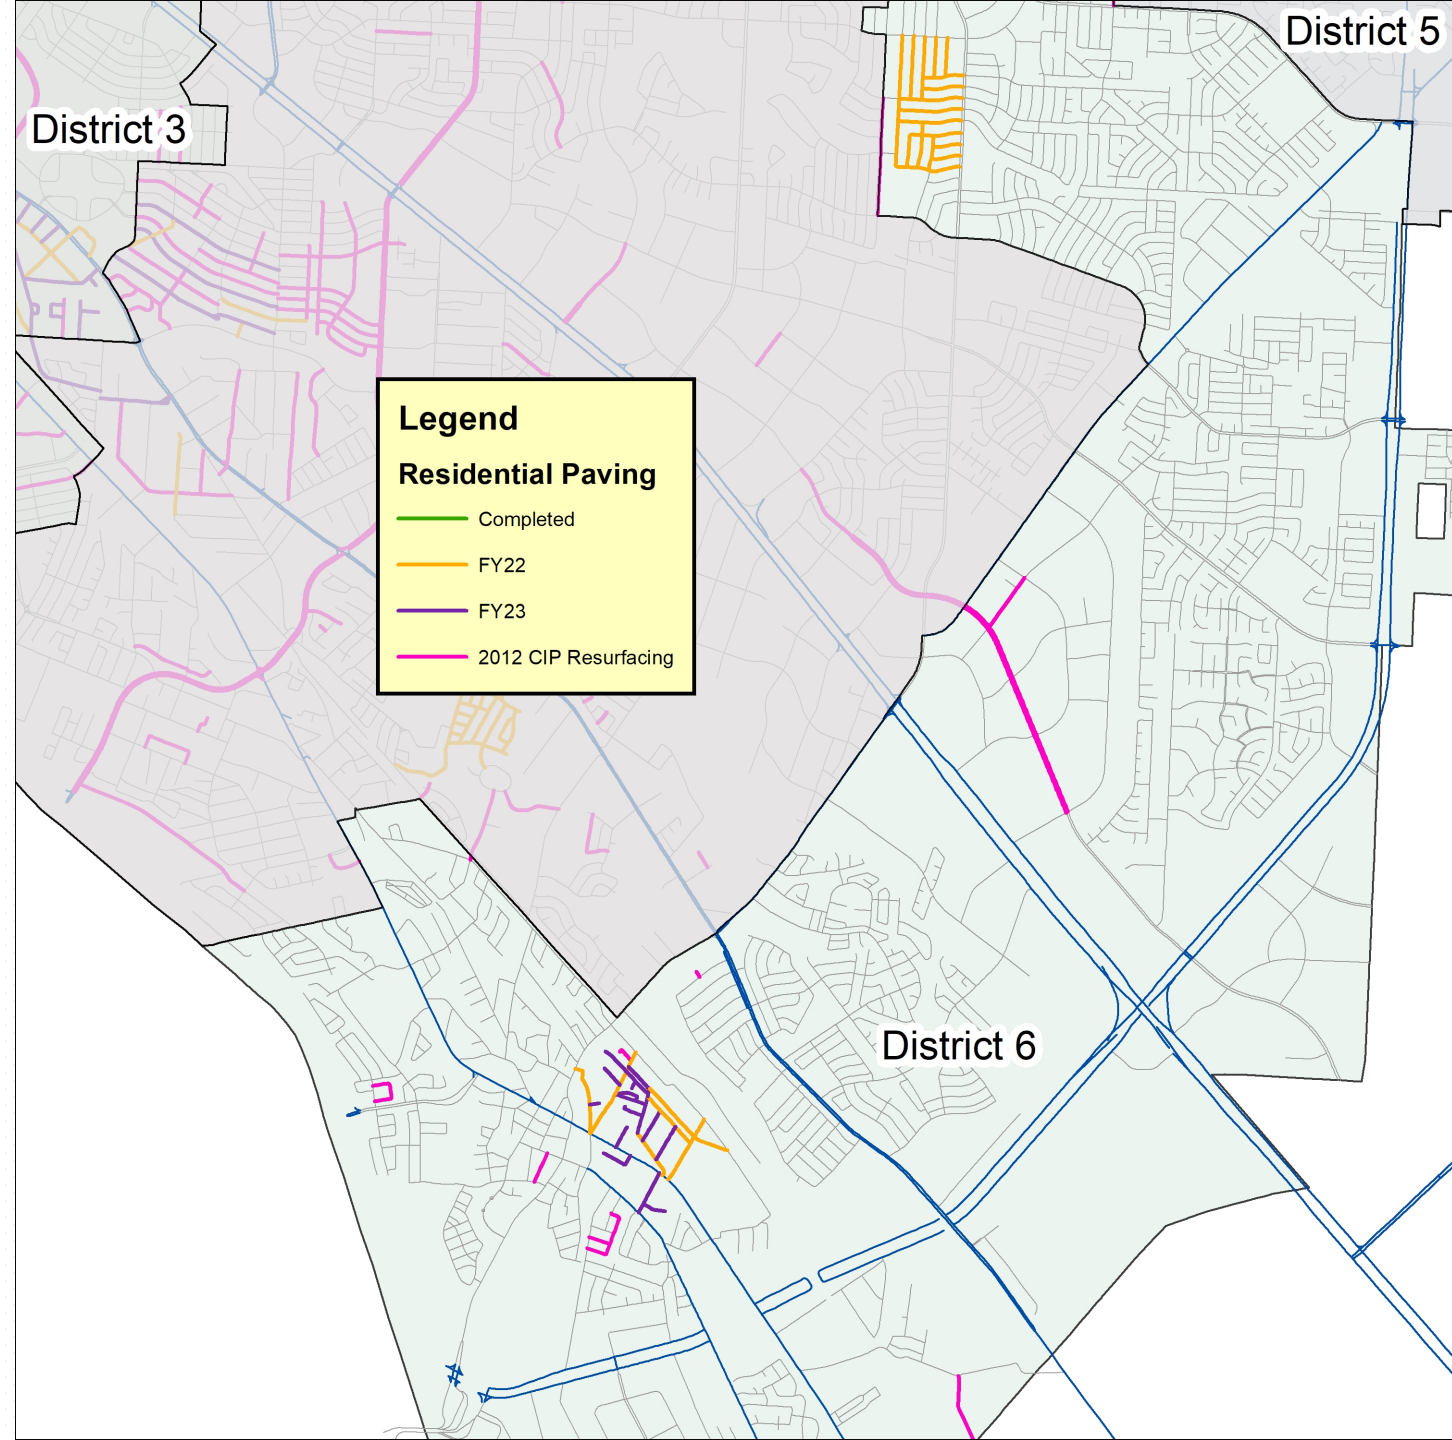 District 5
District 3
Legend
Residential Paving
Completed
FY22
FY23
2012 CIP Resurfacing
District 6